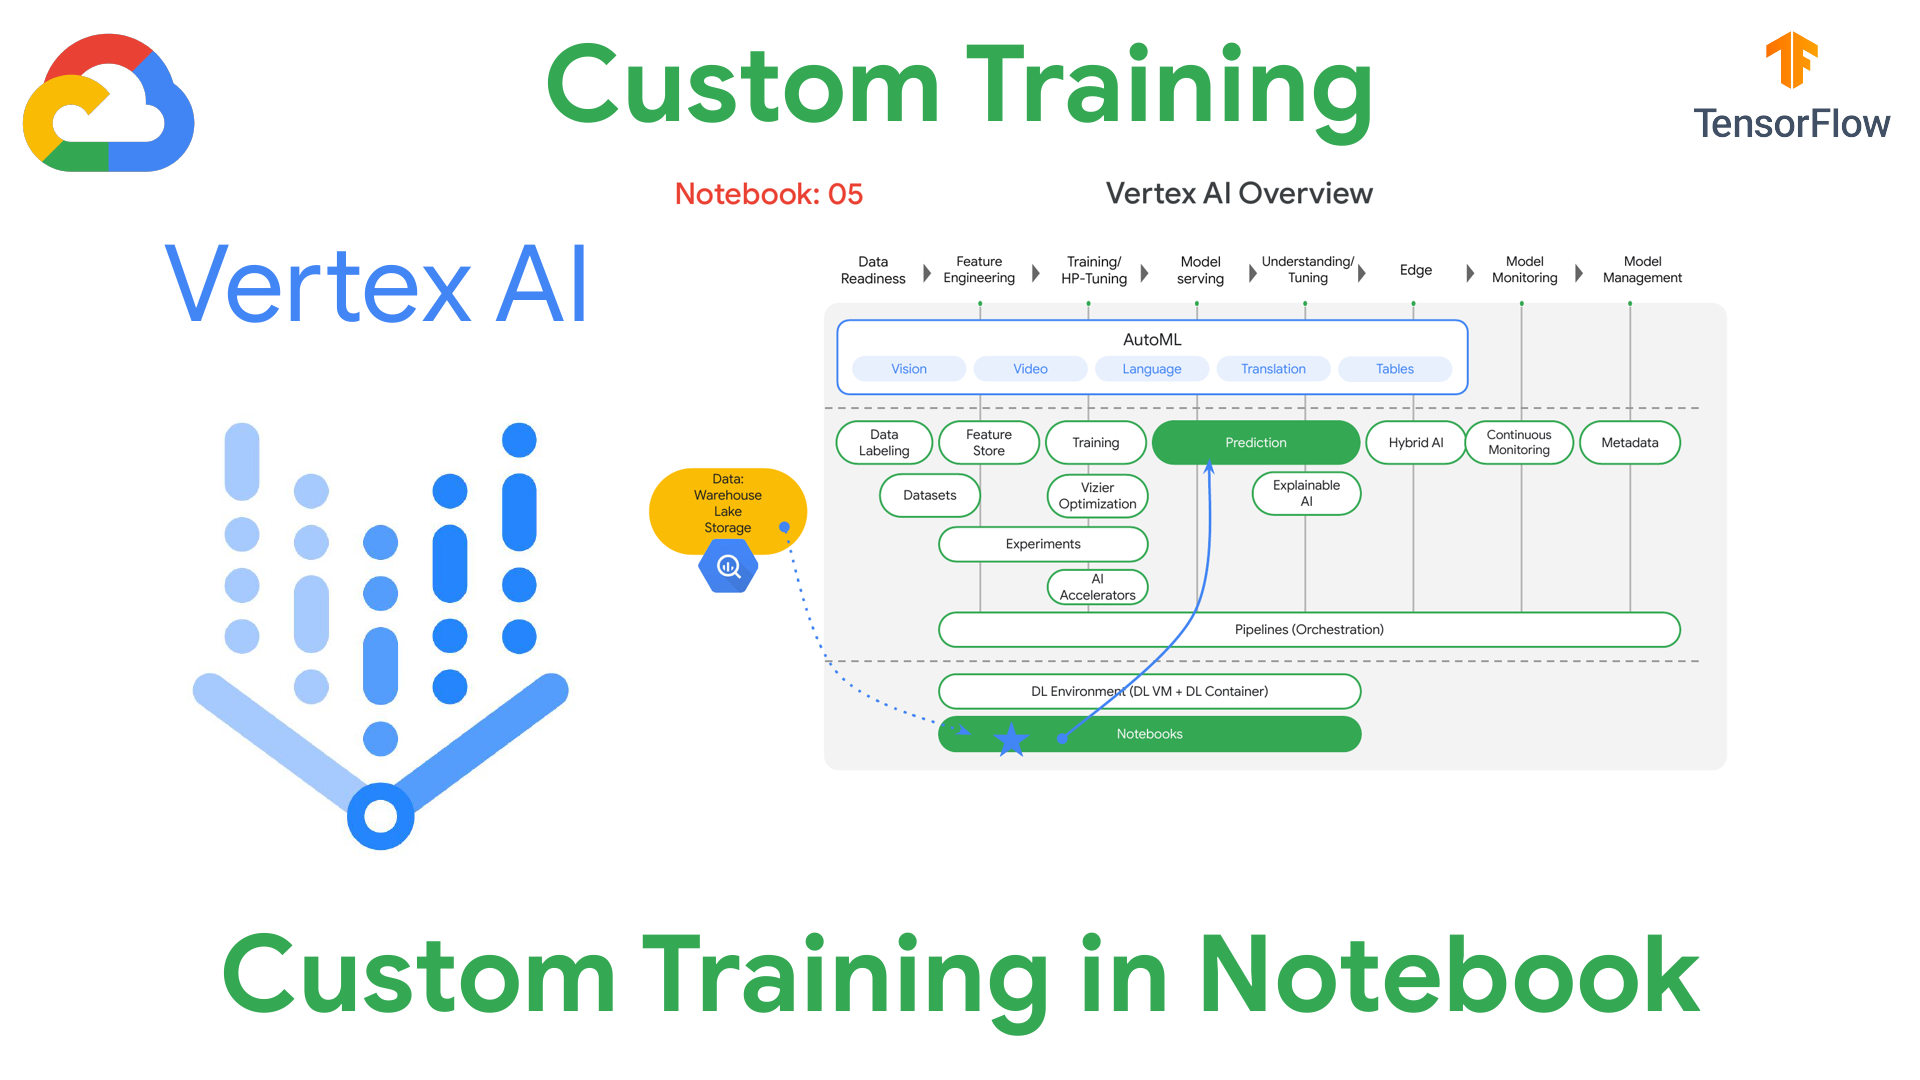 Custom Training
TensorFlow
Notebook: 05
Vertex AI Overview
Vertex AI
Data
Readiness
Feature
Engineering
Training/
HP-Tuning
Model
serving
Understanding/
Tuning
Edge
Model
Monitoring
Model
Management
AutoML
Vision
Video
Language
Translation
Tables
Data
Labeling
Feature
Store
Training
Prediction
Hybrid AI
Continuous
Monitoring
Metadata
Data:
Warehouse
Lake
Storage
Datasets
Vizier
Optimization
Explainable
AI
Experiments
AI
Accelerators
Pipelines (Orchestration)
DL Environment (DL VM + DL Container)
Notebooks
Custom Training in Notebook